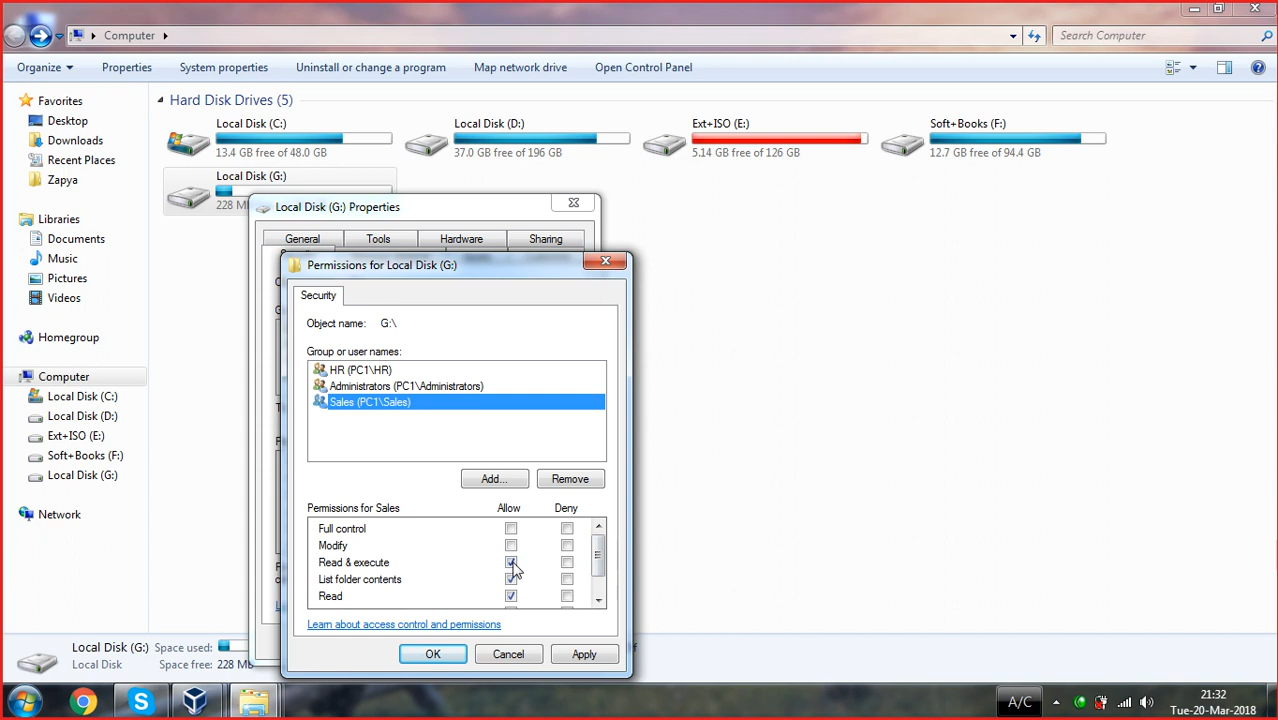 Computer
Search Computer
Organize
Properties
System properties
Uninstall or change a program
Map network drive
Open Control Panel
Favorites
Desktop
Downloads
Recent Places
Zapya
Libraries
Documents
Music
Pictures
Videos
Homegroup
Computer
Local Disk (C:)
Local Disk (D:)
Ext+ISO (E:)
Soft+Books (F:)
Local Disk (G:)
Network
Hard Disk Drives (5)
Local Disk (C:)
13.4 GB free of 48.0 GB
Local Disk (D:)
37.0 GB free of 196 GB
Ext+ISO (E:)
5.14 GB free of 126 GB
Soft+Books (F:)
12.7 GB free of 94.4 GB
Local Disk (G:)
228
Local Disk (G:) Properties
General
Tools
Hardware
Sharing
Permissions for Local Disk (G:)
Security
Object name: G:\
Group or user names:
HR (PC1\HR)
Administrators (PC1\Administrators)
Sales (PC1\Sales)
Add...
Remove
Permissions for Sales Allow Deny
Full control
Modify
Read & execute
List folder contents
Read
Learn about access control and permissions
OK
Cancel
Apply
Local Disk (G:) Space used:
Local Disk Space free: 228
A/C
21:32
Tue-20-Mar-2018